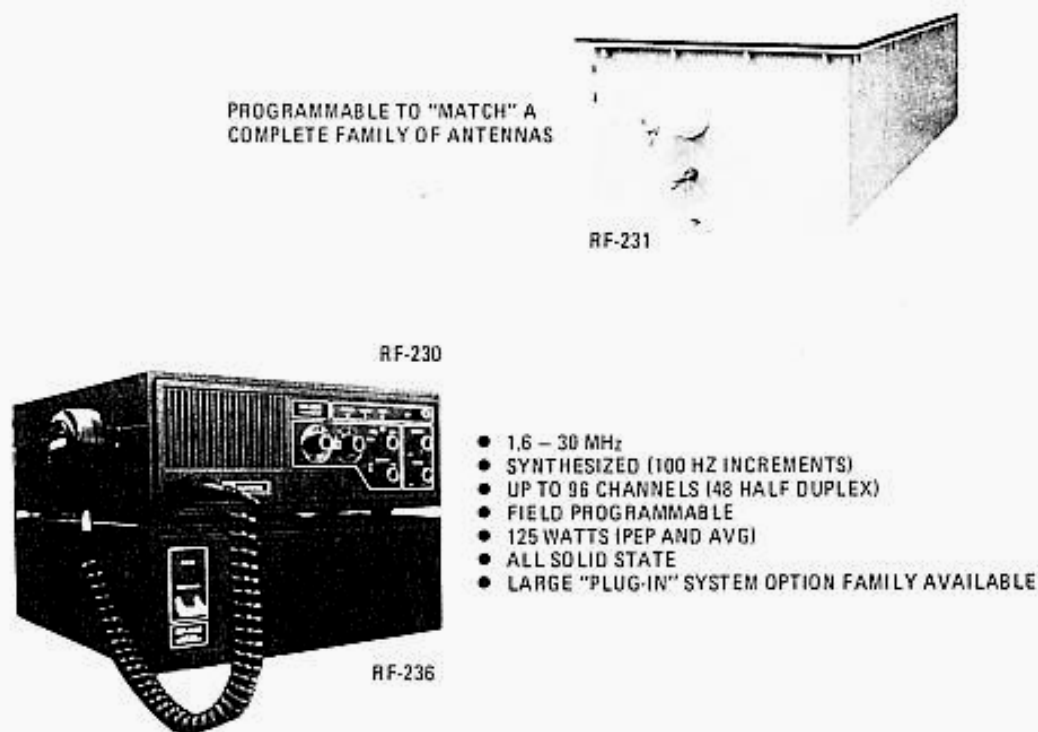 PROGRAMMABLE TO "MATCH" A
COMPLETE FAMILY OF ANTENNAS
RF-231
RF-230
● 1,6 – 30 MHz
● SYNTHESIZED (100 HZ INCREMENTS)
● UP TO 96 CHANNELS (48 HALF DUPLEX)
● FIELD PROGRAMMABLE
● 125 WATTS (PEP AND AVG)
● ALL SOLID STATE
● LARGE "PLUG-IN" SYSTEM OPTION FAMILY AVAILABLE
RF-236